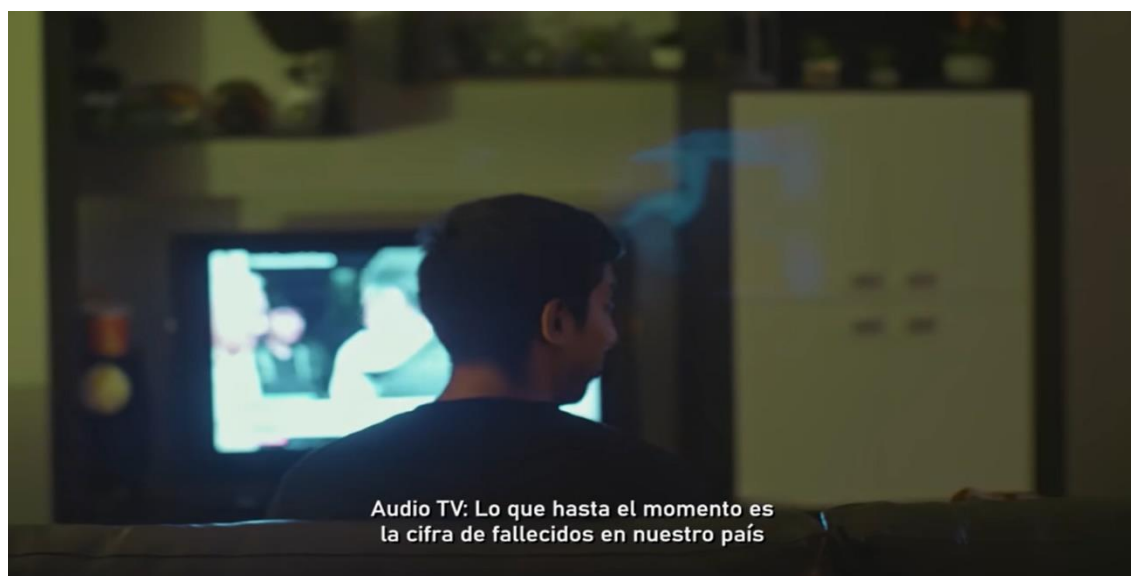 Audio TV: Lo que hasta el momento es
la cifra de fallecidos en nuestro país